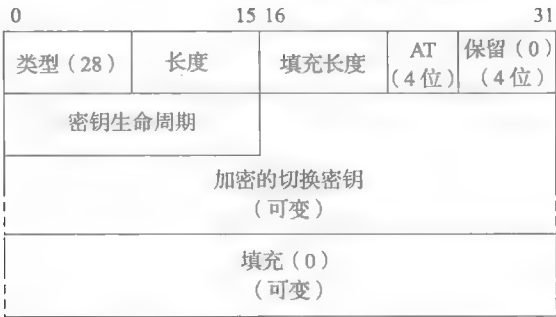 0 15 16 31
类型（28） 长度 填充长度 AT（4位） 保留（0）（4位）
密钥生命周期
加密的切换密钥
（可变）
填充（0）
（可变）